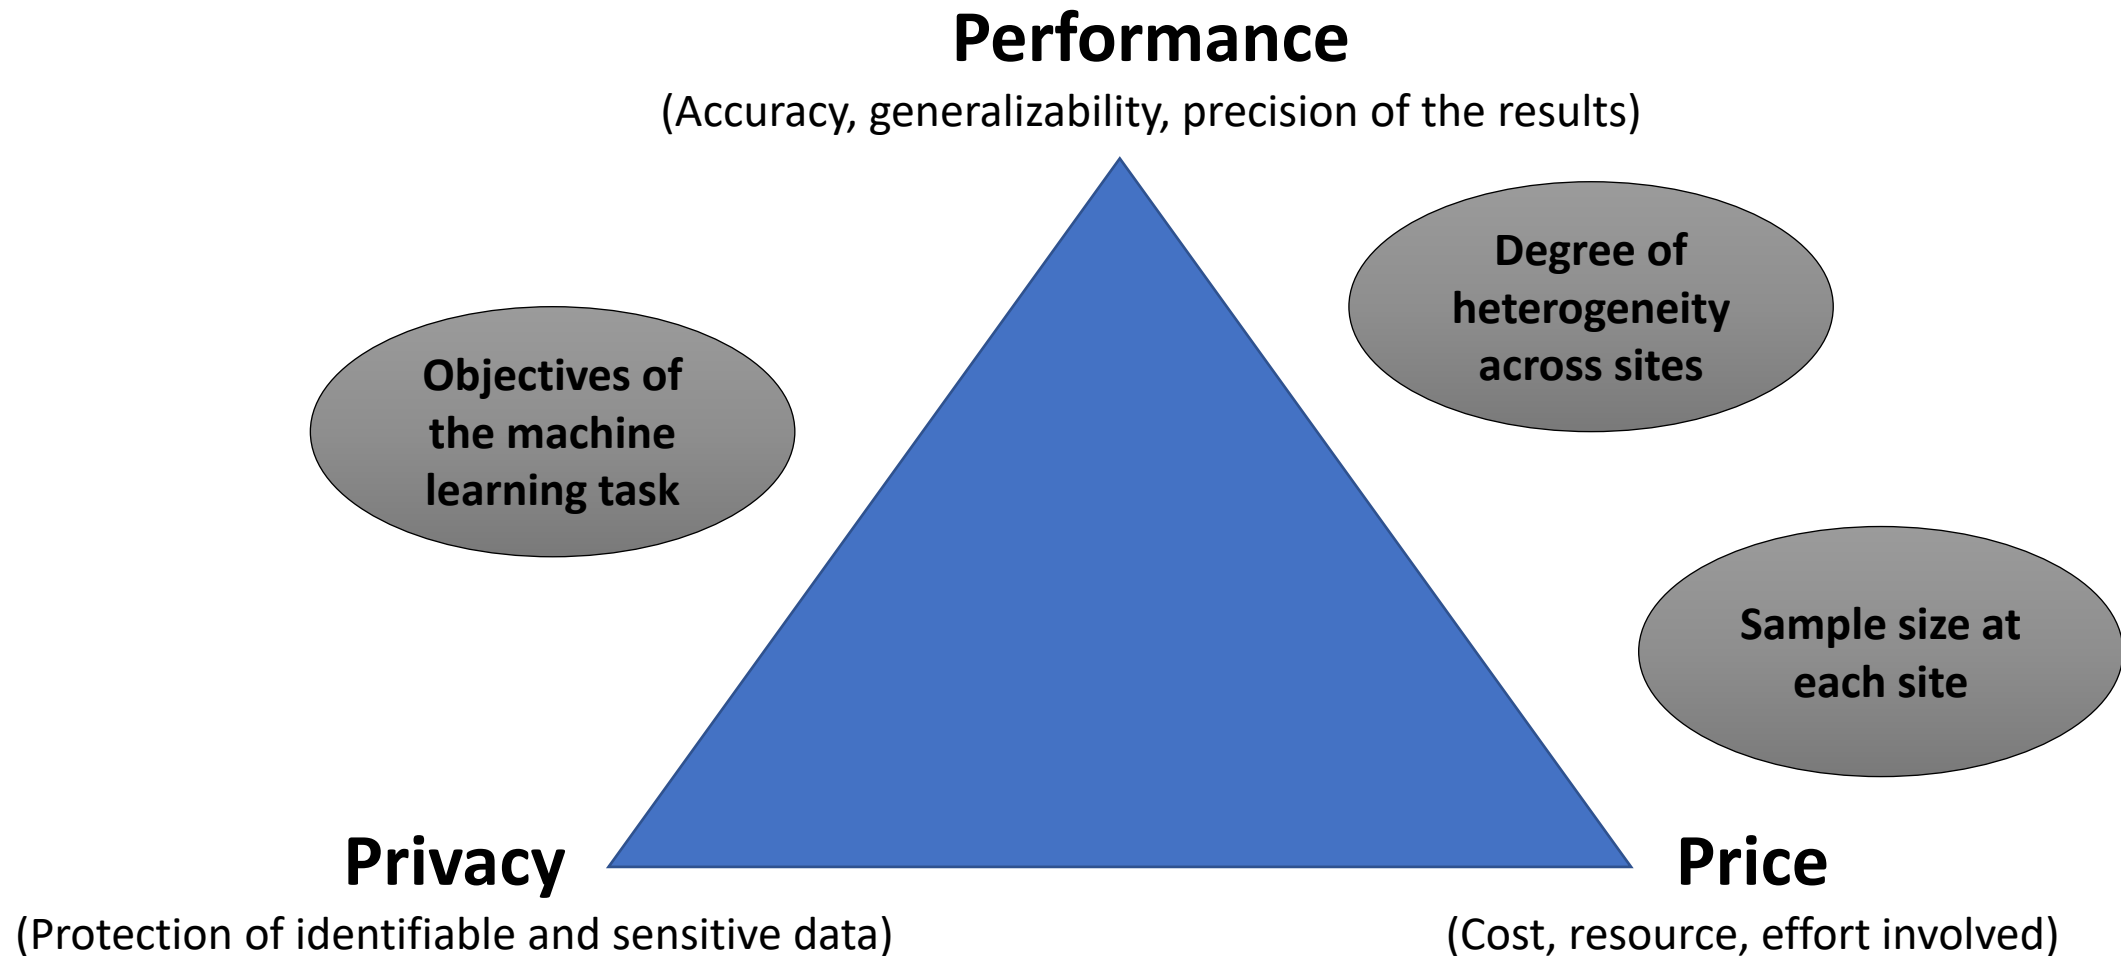 Performance
(Accuracy, generalizability, precision of the results)
Degree of
heterogeneity
across sites
Objectives of
the machine
learning task
Sample size at
each site
Privacy
(Protection of identifiable and sensitive data)
Price
(Cost, resource, effort involved)